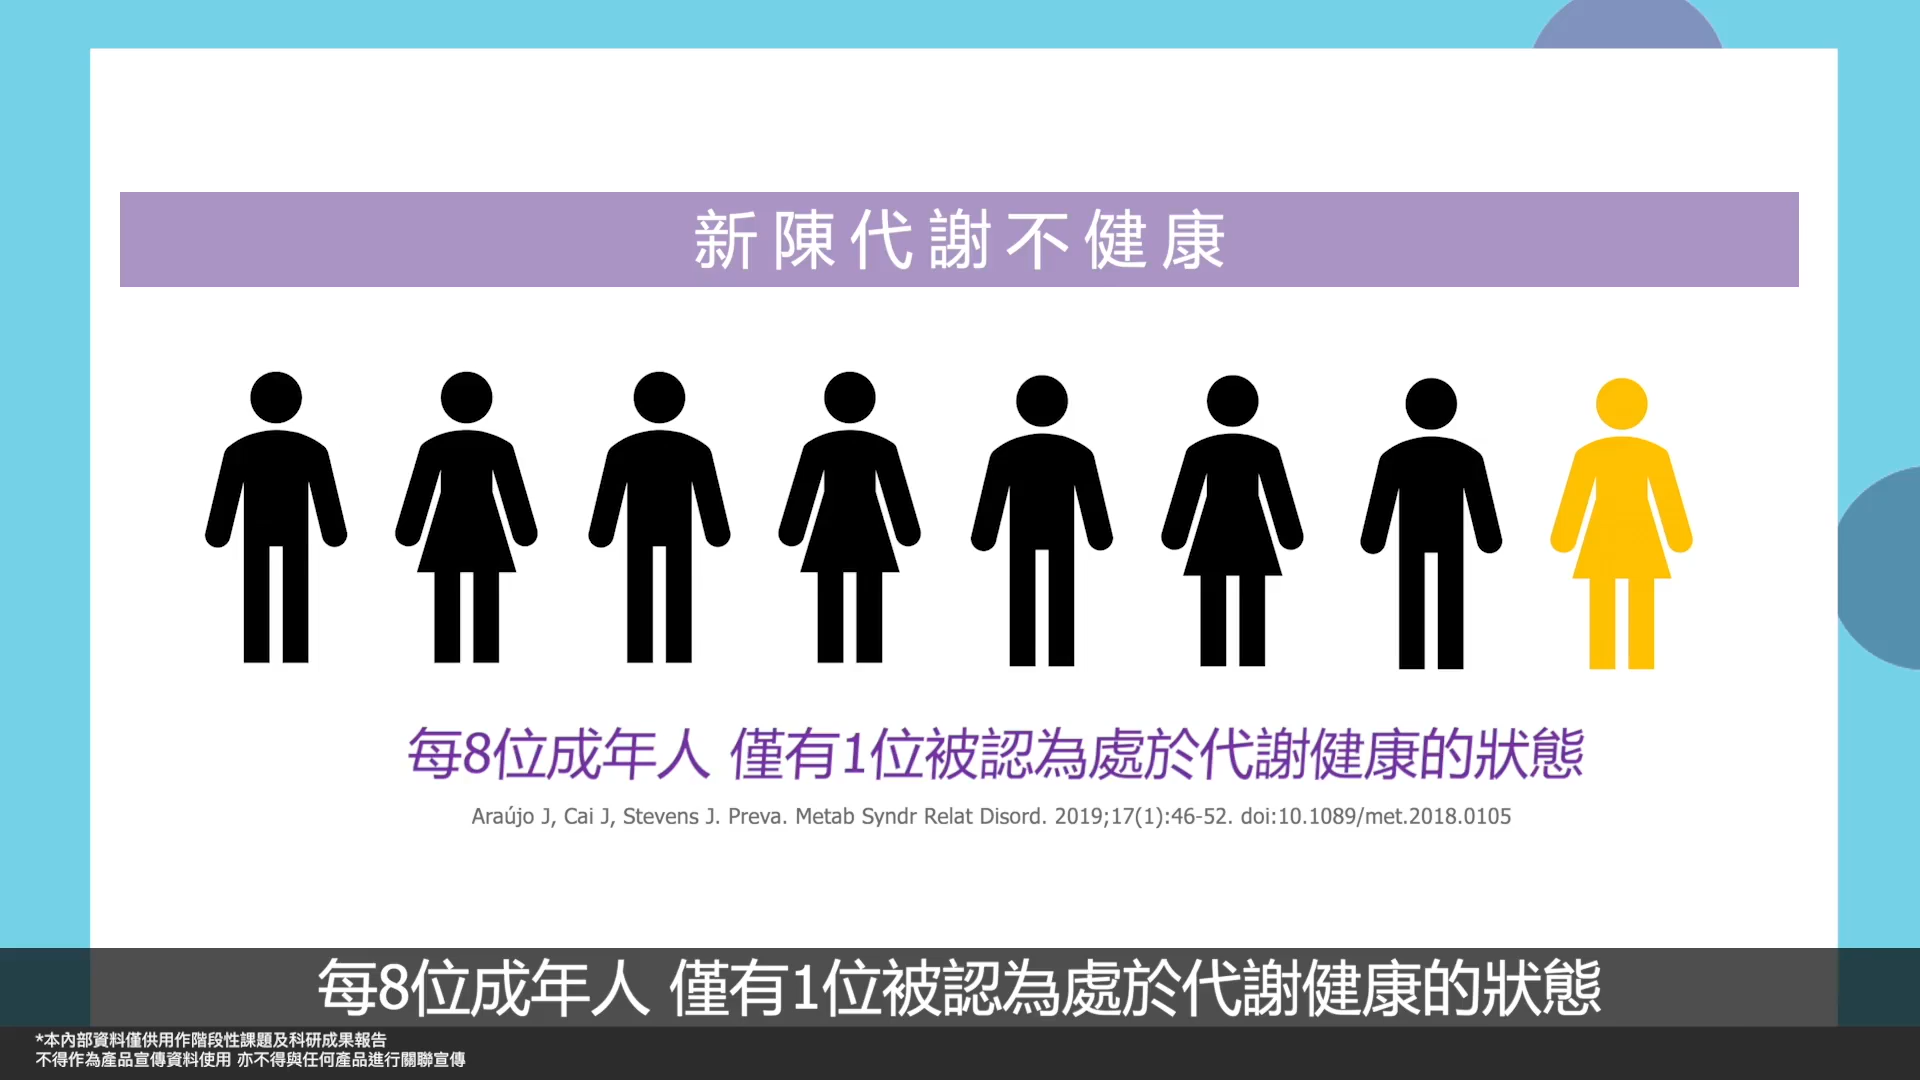 新陳代謝不健康
每8位成年人 僅有1位被認為處於代謝健康的狀態
Araújo J, Cai J, Stevens J. Preva. Metab Syndr Relat Disord. 2019;17(1):46-52. doi:10.1089/met.2018.0105
每8位成年人 僅有1位被認為處於代謝健康的狀態
*本內部資料僅供用作階段性課題及科研成果報告
不得作為產品宣傳資料使用 亦不得與任何產品進行關聯宣傳